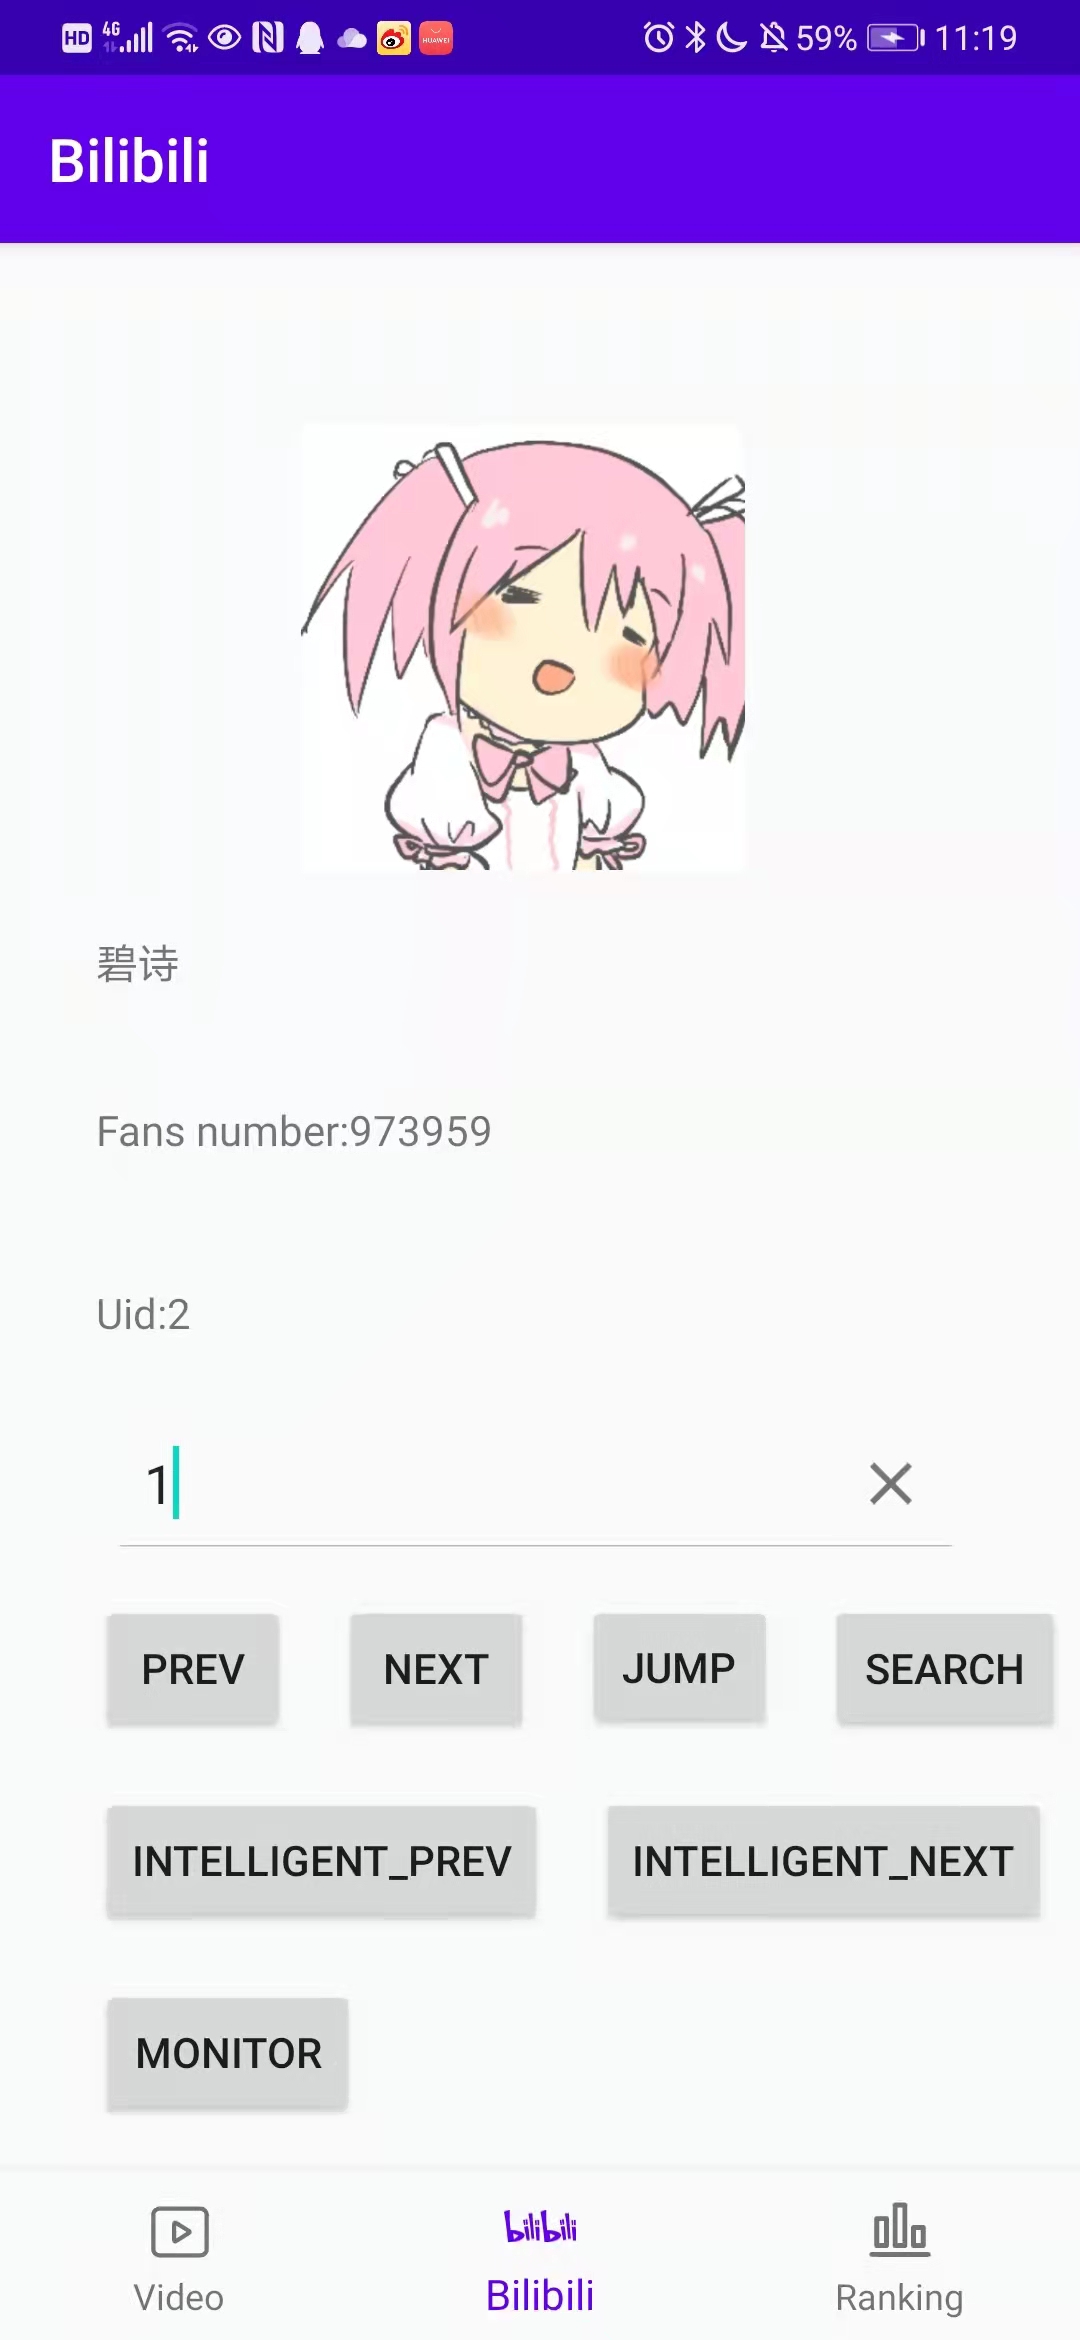 HD 4G HUAWEI 59% 11:19
Bilibili
碧诗
Fans number:973959
Uid:2
1
PREV NEXT JUMP SEARCH
INTELLIGENT_PREV INTELLIGENT_NEXT
MONITOR
bilibili
Video Bilibili Ranking